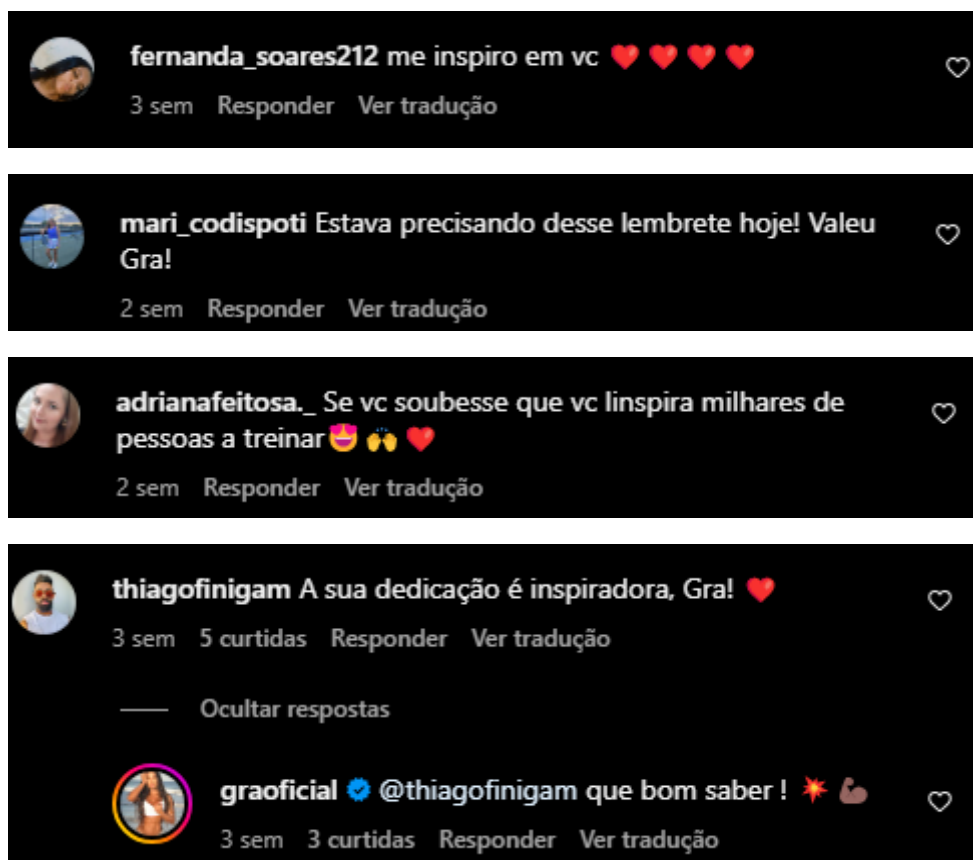 fernanda_soares212 me inspiro em vc ❤️ ❤️ ❤️ ❤️
3 sem Responder Ver tradução
mari_codispoti Estava precisando desse lembrete hoje! Valeu
Gra!
2 sem Responder Ver tradução
adrianafeitosa._ Se vc soubesse que vc linspira milhares de
pessoas a treinar😍 🙌 ❤️
2 sem Responder Ver tradução
thiagofinigam A sua dedicação é inspiradora, Gra! ❤️
3 sem 5 curtidas Responder Ver tradução
Ocultar respostas
graoficial @thiagofinigam que bom saber ! 💥 💪🏿
3 sem 3 curtidas Responder Ver tradução